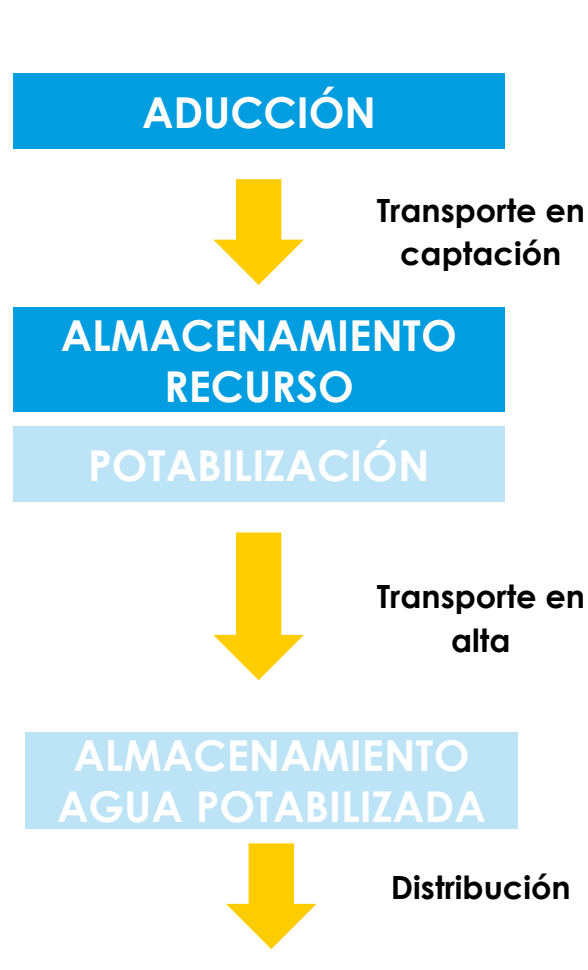 ADUCCIÓN
Transporte en
captación
ALMACENAMIENTO
RECURSO
POTABILIZACIÓN
Transporte en
alta
ALMACENAMIENTO
AGUA POTABILIZADA
Distribución